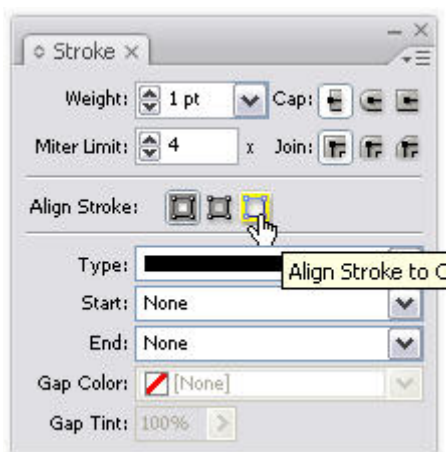 Stroke
Weight: 1 pt Cap:
Miter Limit: 4 x Join:
Align Stroke:
Align Stroke to
Type:
Start: None
End: None
Gap Color: [None]
Gap Tint: 100%